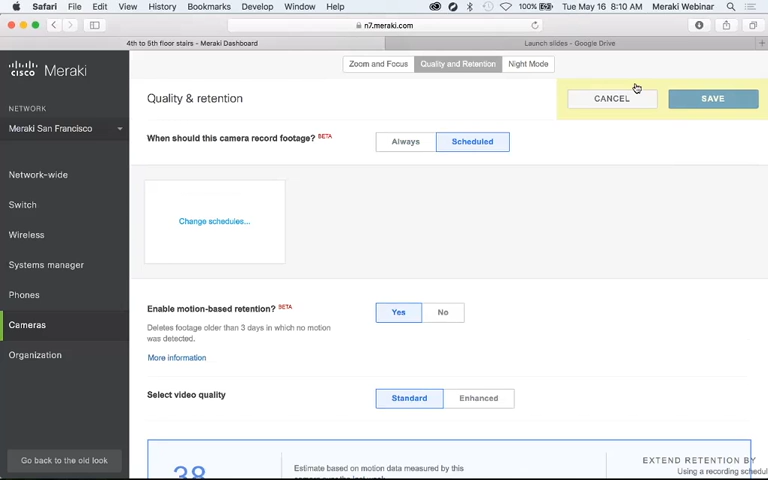 Safari File Edit View History Bookmarks Develop Window Help 100% Tue May 16 8:10 AM Meraki Webinar
n7.meraki.com
4th to 5th floor stairs - Meraki Dashboard Launch slides - Google Drive
cisco Meraki
Zoom and Focus Quality and Retention Night Mode
Quality & retention
CANCEL SAVE
NETWORK
Meraki San Francisco
When should this camera record footage? BETA
Always Scheduled
Network-wide
Switch
Change schedules...
Wireless
Systems manager
Phones
Enable motion-based retention? BETA
Yes No
Cameras
Deletes footage older than 3 days in which no motion
was detected.
Organization
More information
Select video quality
Standard Enhanced
Go back to the old look
38
Estimate based on motion data measured by this
EXTEND RETENTION BY
Using a recording schedul